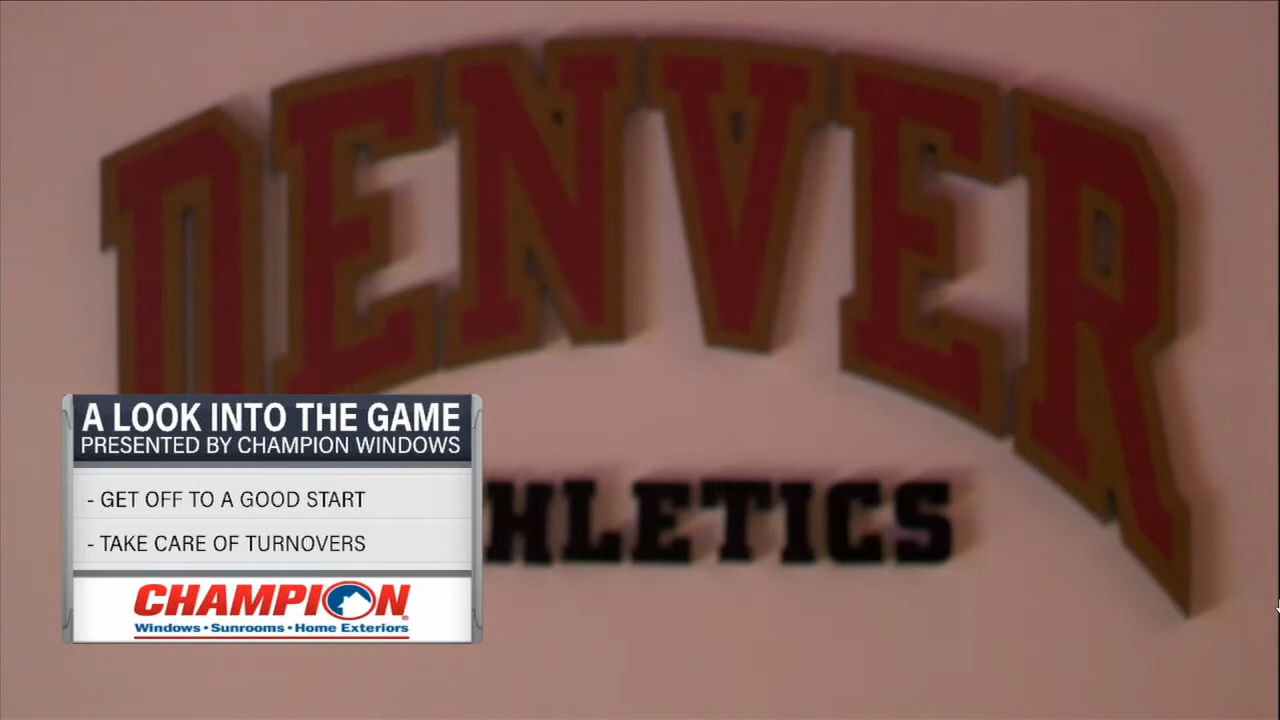 DENVER
HLETICS
A LOOK INTO THE GAME
PRESENTED BY CHAMPION WINDOWS
- GET OFF TO A GOOD START
- TAKE CARE OF TURNOVERS
CHAMPION
Windows • Sunrooms • Home Exteriors